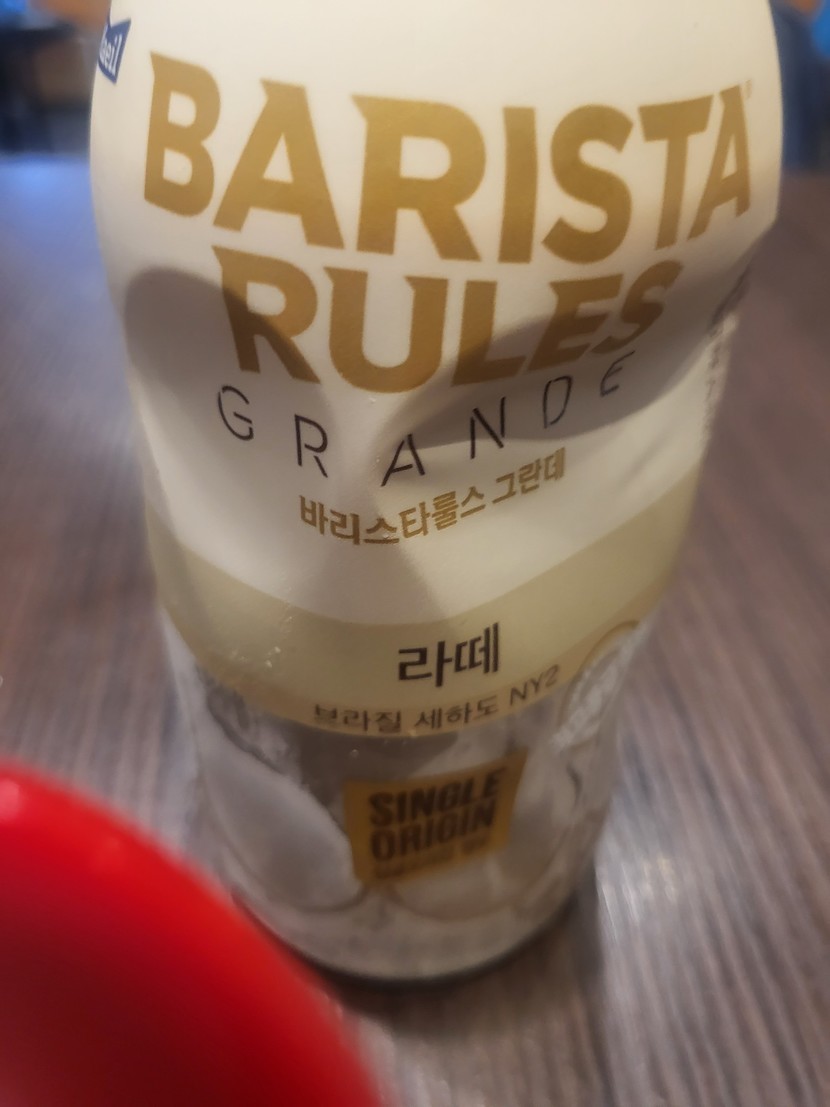 BARISTA
RULES
GRANDE
바리스타룰스 그란데
라떼
브라질 세하도 NY2
SINGLE
ORIGIN